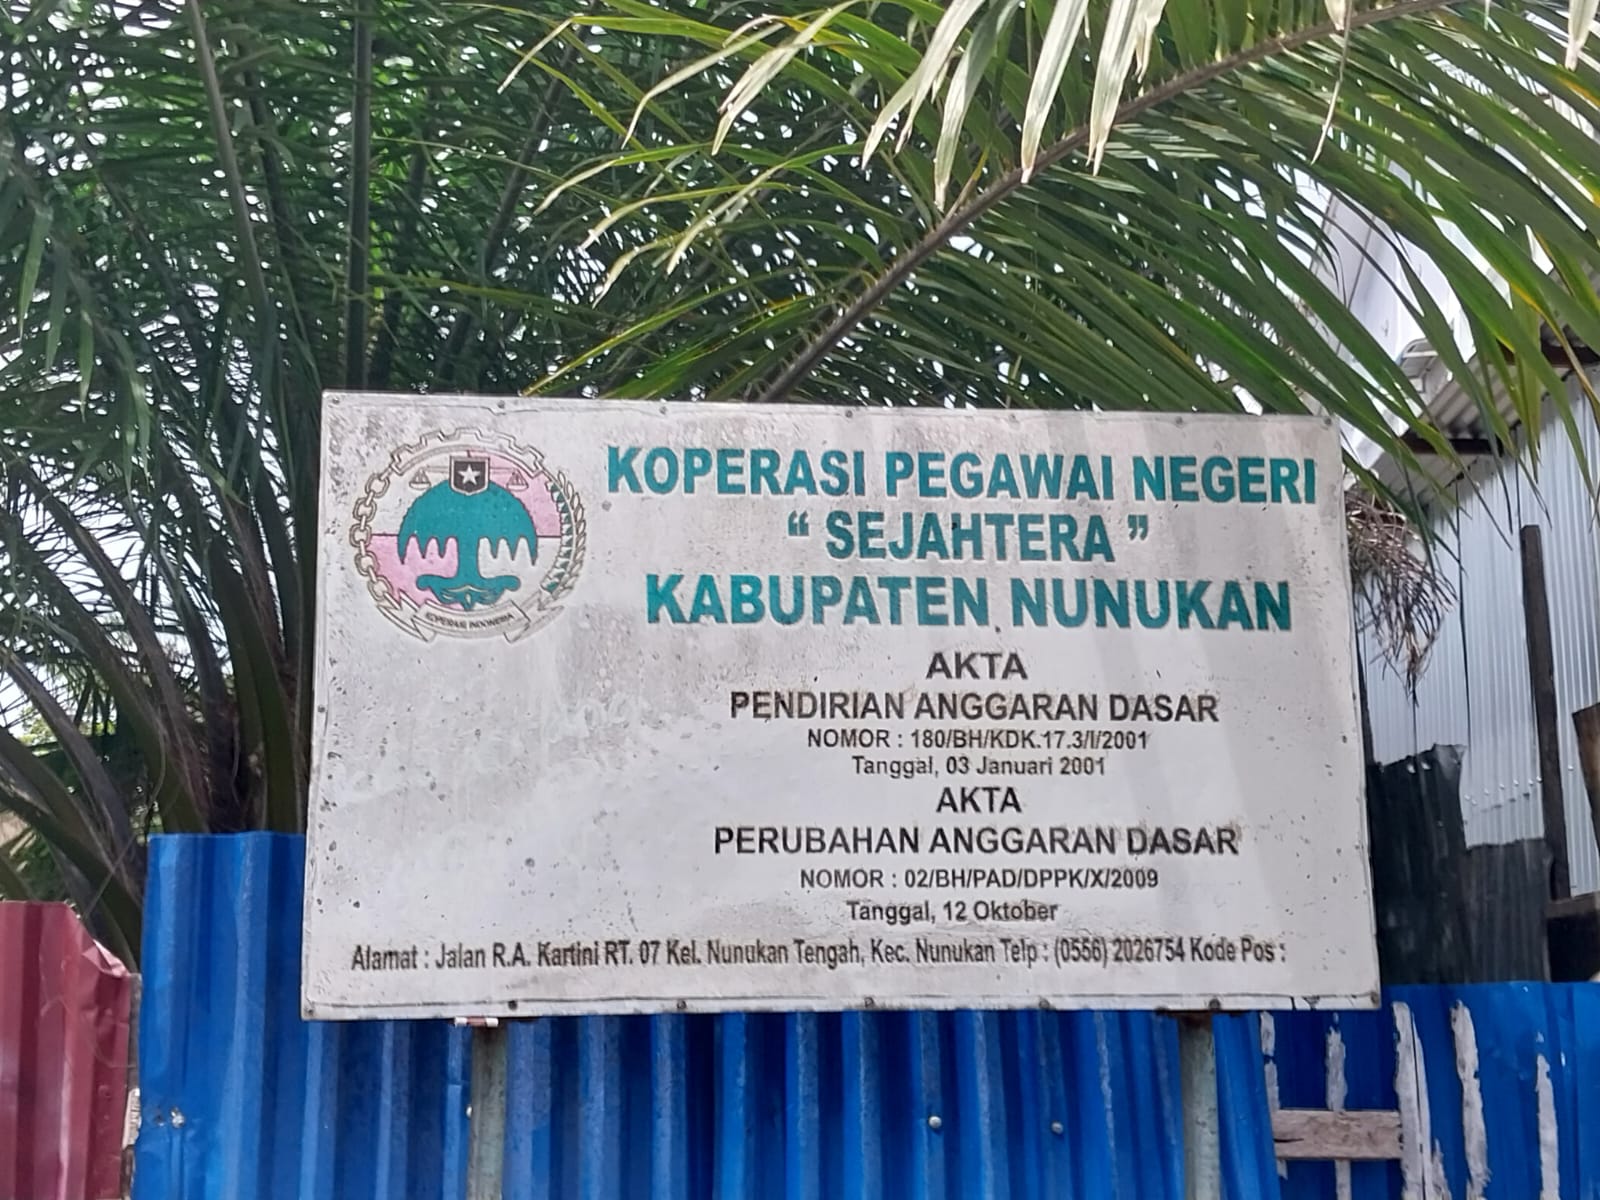 KOPERASI PEGAWAI NEGERI
“ SEJAHTERA ”
KABUPATEN NUNUKAN
KOPERASI INDONESIA
AKTA
PENDIRIAN ANGGARAN DASAR
NOMOR : 180/BH/KDK.17.3/I/2001
Tanggal, 03 Januari 2001
AKTA
PERUBAHAN ANGGARAN DASAR
NOMOR : 02/BH/PAD/DPPK/X/2009
Tanggal, 12 Oktober
Alamat : Jalan R.A. Kartini RT. 07 Kel. Nunukan Tengah, Kec. Nunukan Telp : (0556) 2026754 Kode Pos :